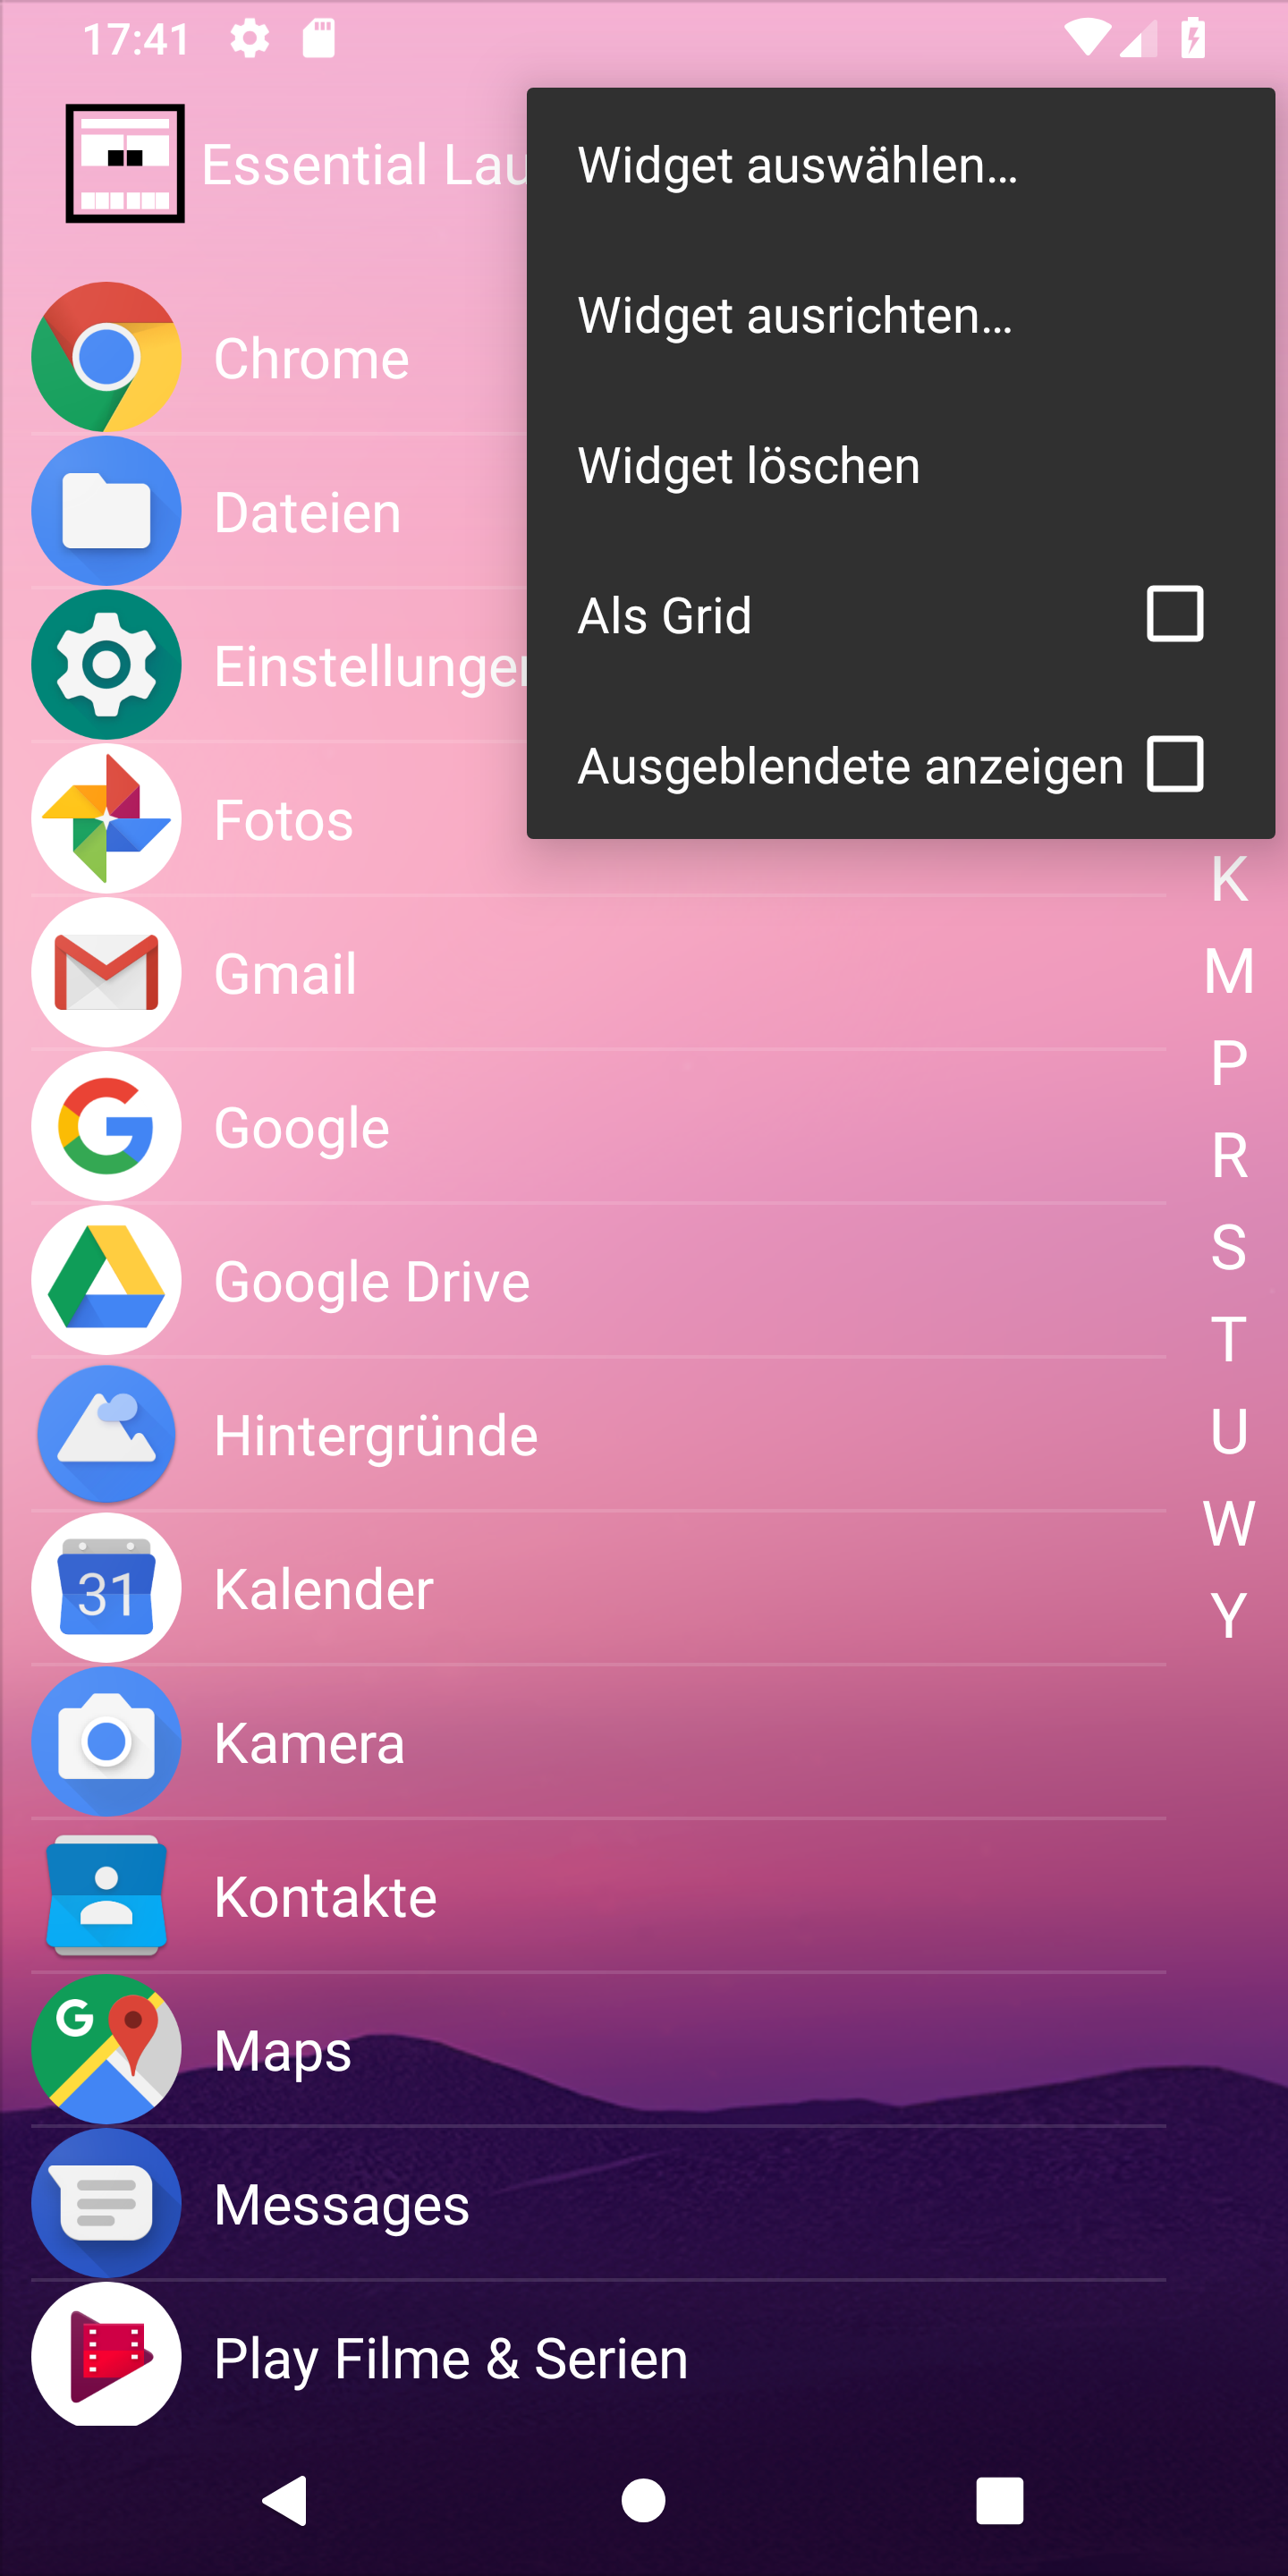 17:41
Essential Lau
Widget auswählen…
Widget ausrichten…
Widget löschen
Als Grid
Ausgeblendete anzeigen
Chrome
Dateien
Einstellungen
Fotos
Gmail
Google
Google Drive
Hintergründe
31
Kalender
Kamera
Kontakte
G
Maps
Messages
Play Filme & Serien
K
M
P
R
S
T
U
W
Y